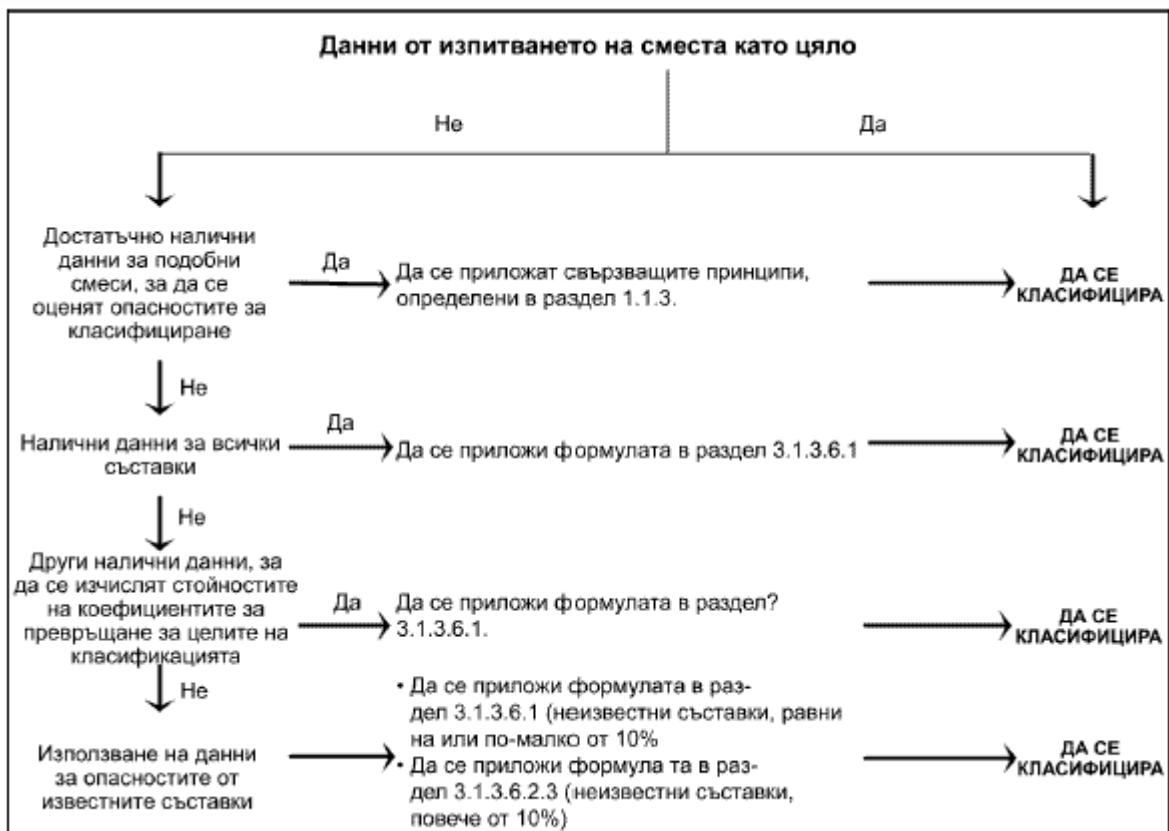 Данни от изпитването на сместа като цяло
Не
Да
Достатъчно налични
данни за подобни
смеси, за да се
оценят опасностите за
класифициране
Да
Да се приложат свързващите принципи,
определени в раздел 1.1.3.
ДА СЕ
КЛАСИФИЦИРА
Не
Налични данни за всички
съставки
Да
Да се приложи формулата в раздел 3.1.3.6.1
ДА СЕ
КЛАСИФИЦИРА
Не
Други налични данни, за
да се изчислят стойностите
на коефициентите за
превръщане за целите на
класификацията
Да
Да се приложи формулата в раздел?
3.1.3.6.1.
ДА СЕ
КЛАСИФИЦИРА
Не
Използване на данни
за опасностите от
известните съставки
• Да се приложи формулата в раз-
дел 3.1.3.6.1 (неизвестни съставки, равни
на или по-малко от 10%
• Да се приложи формула та в раз-
дел 3.1.3.6.2.3 (неизвестни съставки,
повече от 10%)
ДА СЕ
КЛАСИФИЦИРА